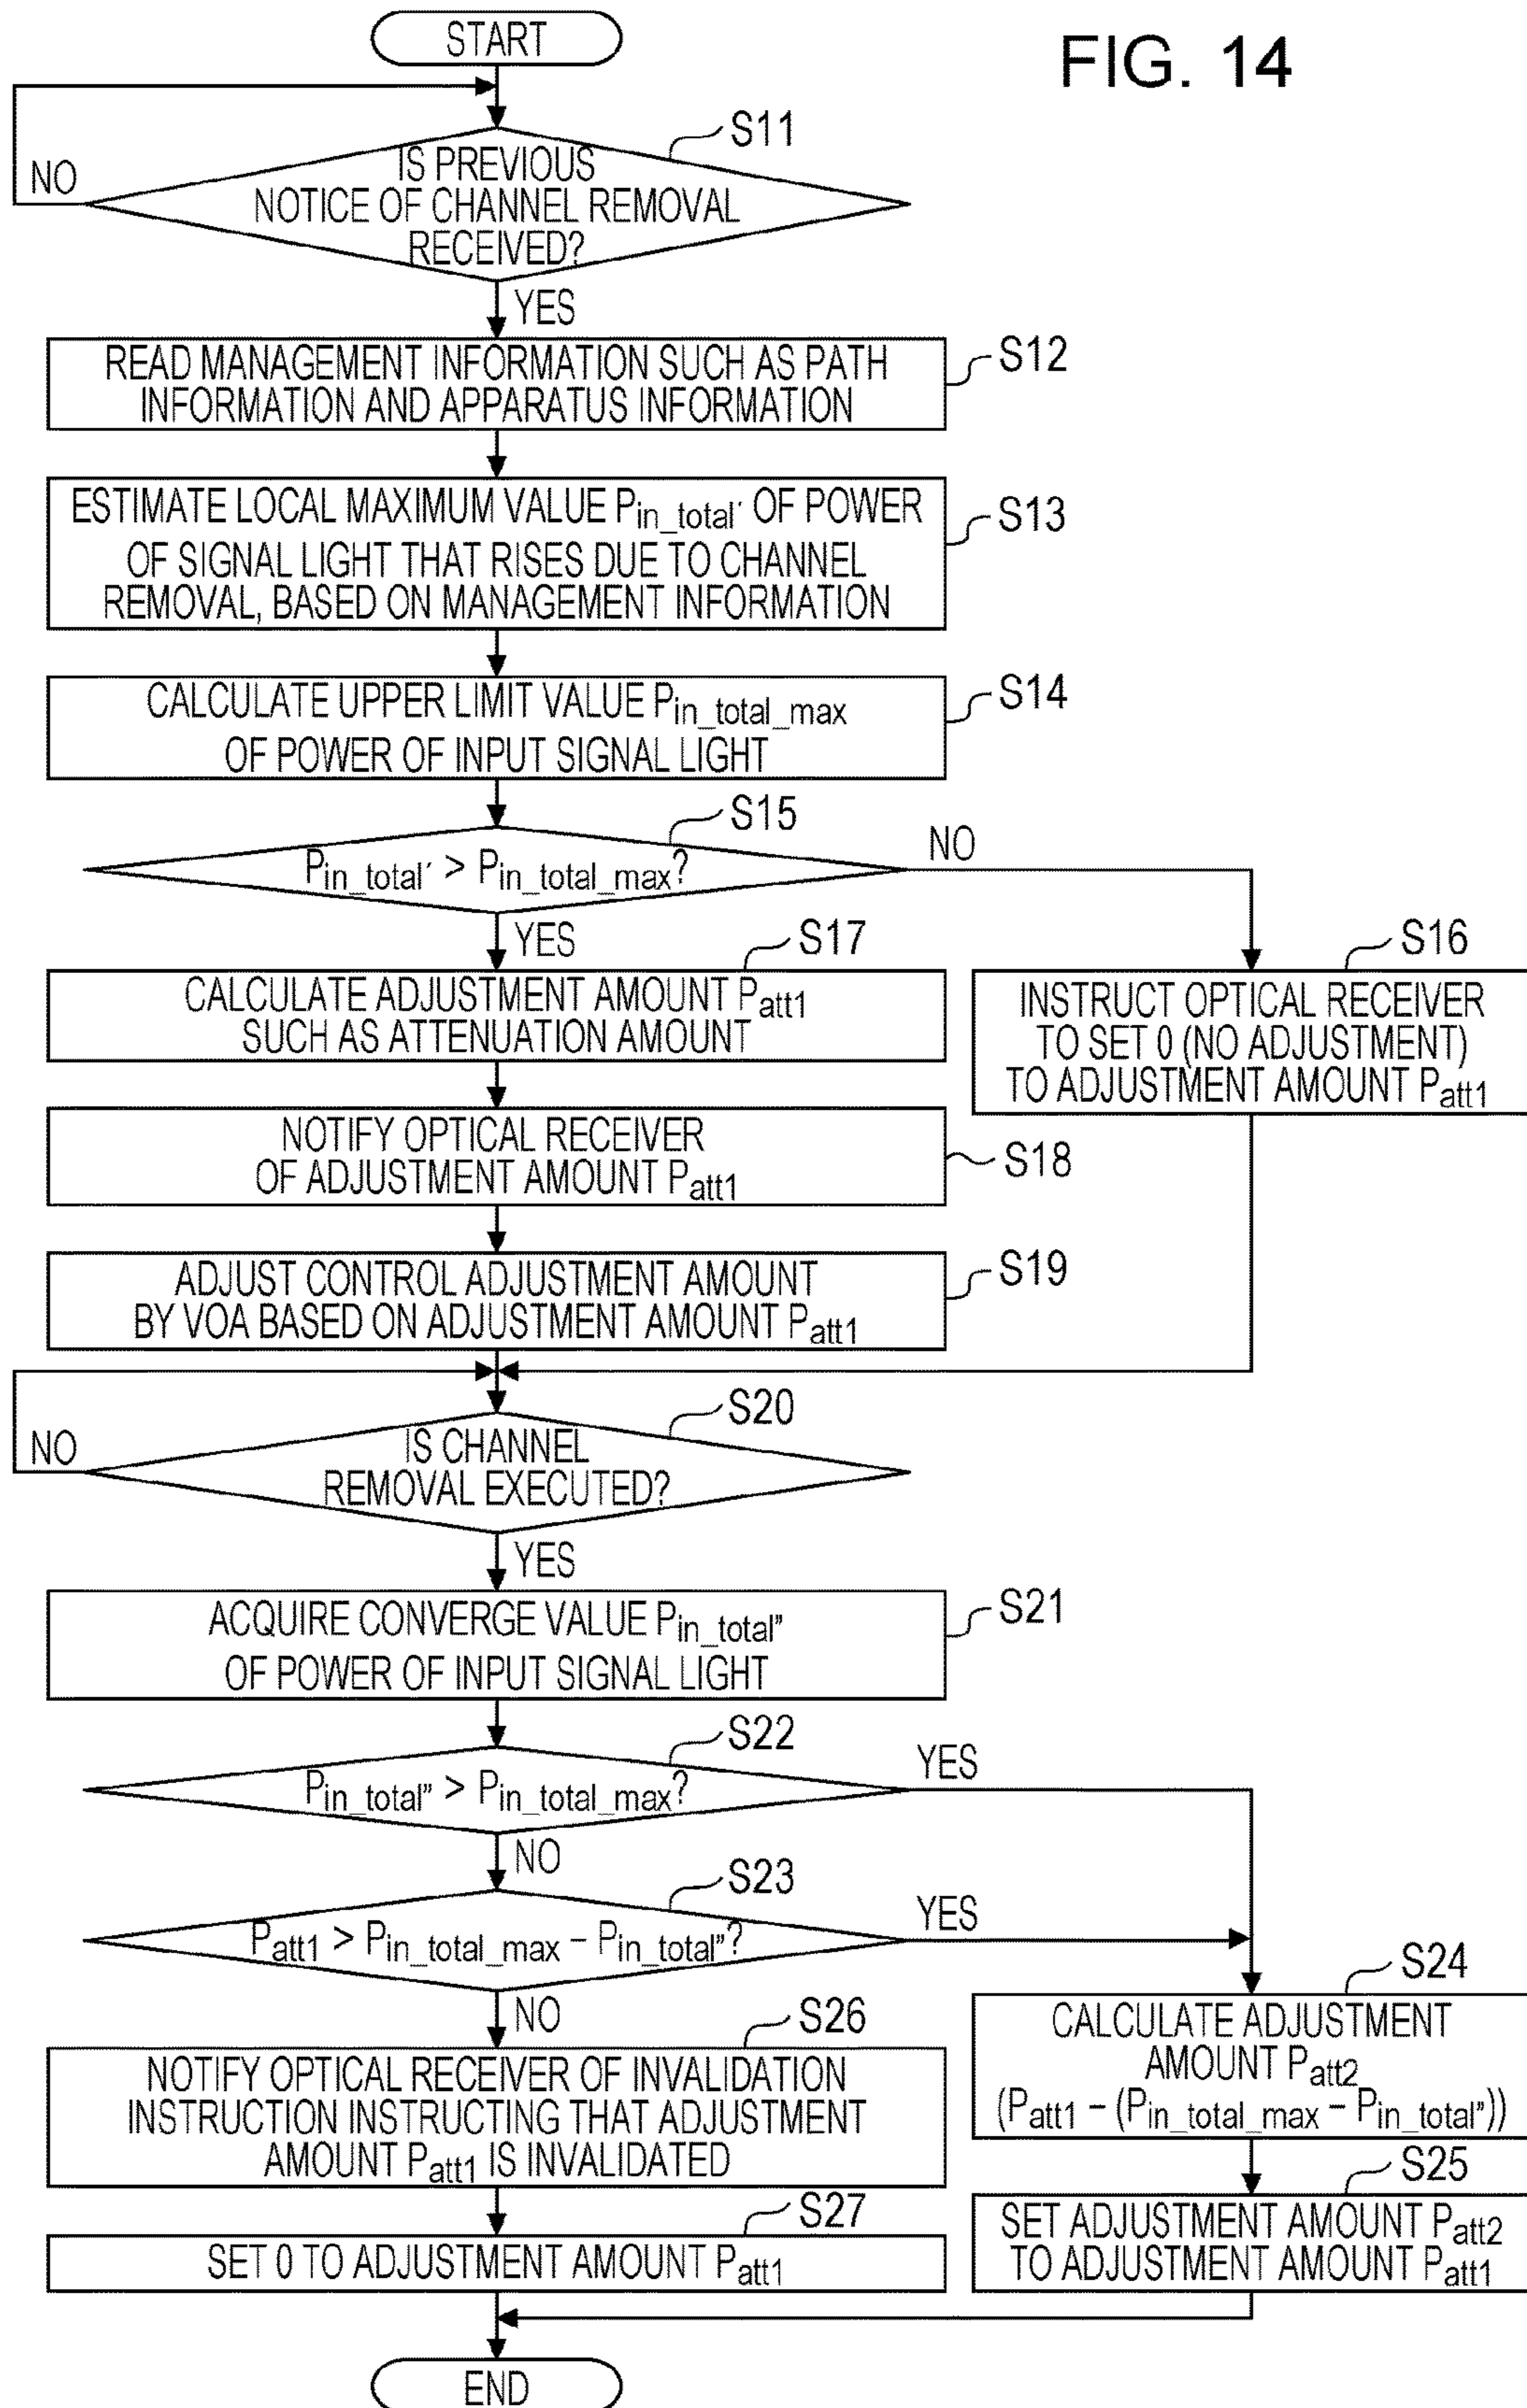 FIG. 14
START
S11
IS PREVIOUS
NOTICE OF CHANNEL REMOVAL
RECEIVED?
NO
YES
S12
READ MANAGEMENT INFORMATION SUCH AS PATH
INFORMATION AND APPARATUS INFORMATION
S13
ESTIMATE LOCAL MAXIMUM VALUE Pin_total′ OF POWER
OF SIGNAL LIGHT THAT RISES DUE TO CHANNEL
REMOVAL, BASED ON MANAGEMENT INFORMATION
S14
CALCULATE UPPER LIMIT VALUE Pin_total_max
OF POWER OF INPUT SIGNAL LIGHT
S15
Pin_total′ > Pin_total_max?
NO
YES
S17
CALCULATE ADJUSTMENT AMOUNT Patt1
SUCH AS ATTENUATION AMOUNT
S16
INSTRUCT OPTICAL RECEIVER
TO SET 0 (NO ADJUSTMENT)
TO ADJUSTMENT AMOUNT Patt1
S18
NOTIFY OPTICAL RECEIVER
OF ADJUSTMENT AMOUNT Patt1
S19
ADJUST CONTROL ADJUSTMENT AMOUNT
BY VOA BASED ON ADJUSTMENT AMOUNT Patt1
S20
IS CHANNEL
REMOVAL EXECUTED?
NO
YES
S21
ACQUIRE CONVERGE VALUE Pin_total″
OF POWER OF INPUT SIGNAL LIGHT
S22
Pin_total″ > Pin_total_max?
YES
NO
S23
Patt1 > Pin_total_max – Pin_total″?
YES
NO
S24
CALCULATE ADJUSTMENT
AMOUNT Patt2
(Patt1 – (Pin_total_max – Pin_total″))
S26
NOTIFY OPTICAL RECEIVER OF INVALIDATION
INSTRUCTION INSTRUCTING THAT ADJUSTMENT
AMOUNT Patt1 IS INVALIDATED
S25
SET ADJUSTMENT AMOUNT Patt2
TO ADJUSTMENT AMOUNT Patt1
S27
SET 0 TO ADJUSTMENT AMOUNT Patt1
END